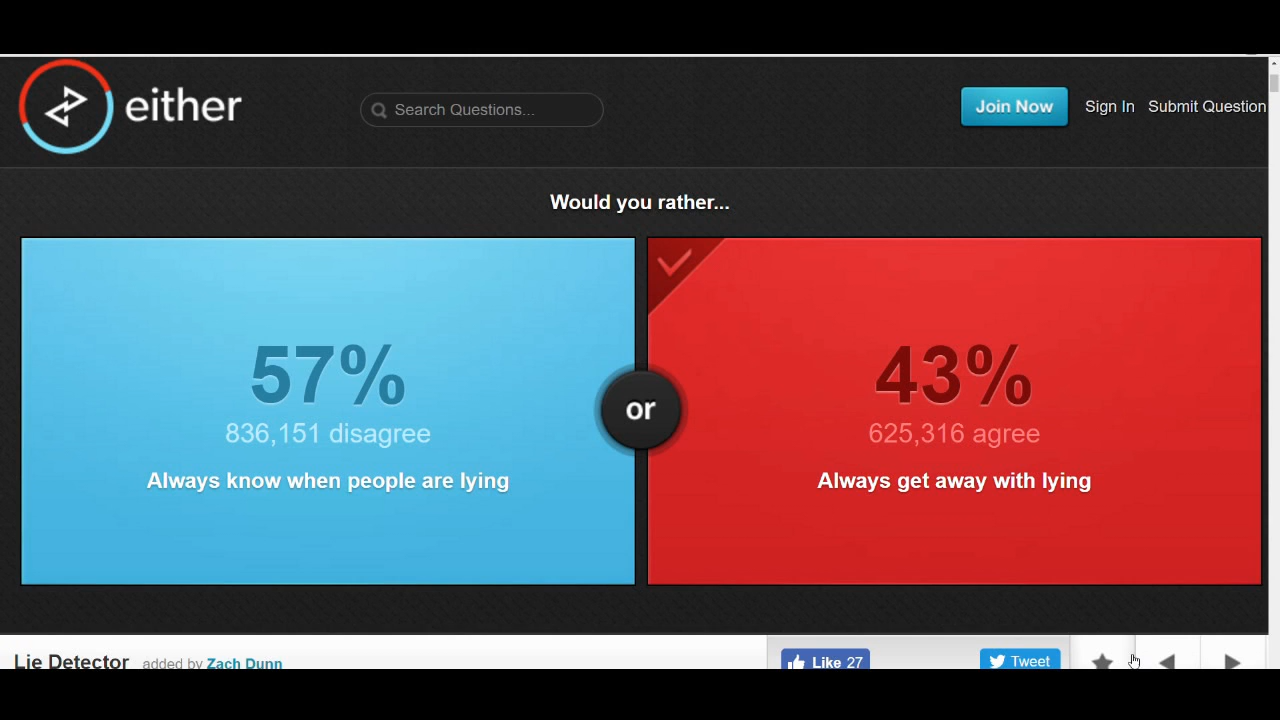 either
Search Questions...
Join Now
Sign In
Submit Question
Would you rather...
57%
836,151 disagree
Always know when people are lying
or
43%
625,316 agree
Always get away with lying
Lie Detector added by Zach Dunn
Like 27
Tweet